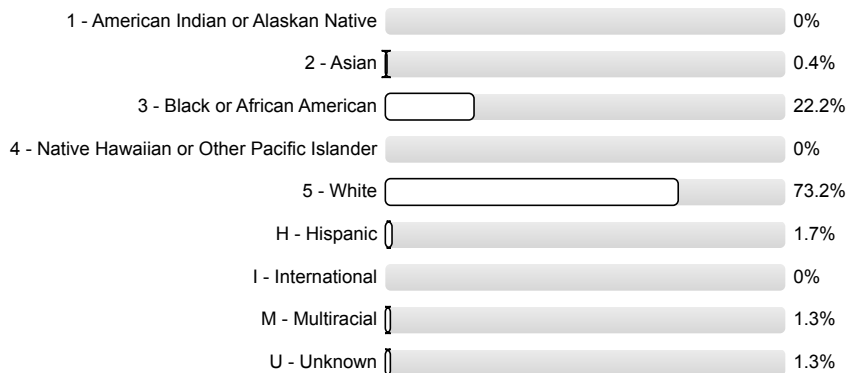 1 - American Indian or Alaskan Native 0%
2 - Asian 0.4%
3 - Black or African American 22.2%
4 - Native Hawaiian or Other Pacific Islander 0%
5 - White 73.2%
H - Hispanic 1.7%
I - International 0%
M - Multiracial 1.3%
U - Unknown 1.3%